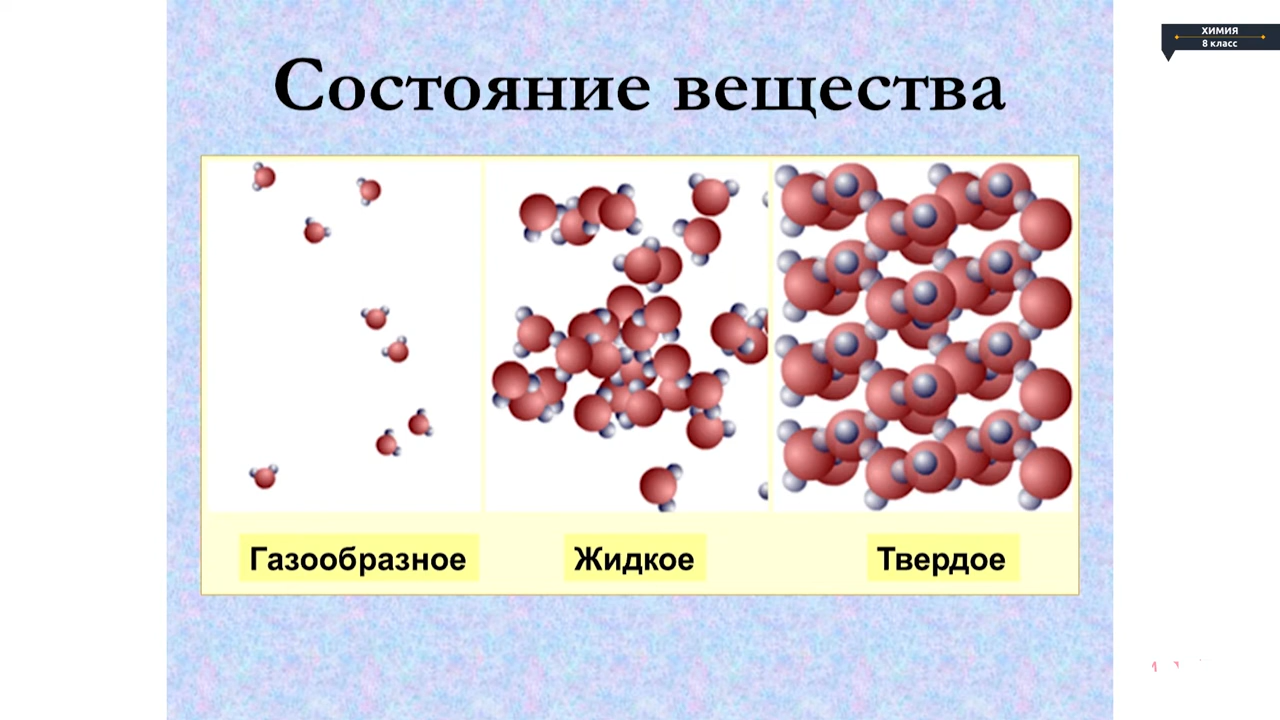 ХИМИЯ
8 класс
Состояние вещества
Газообразное
Жидкое
Твердое